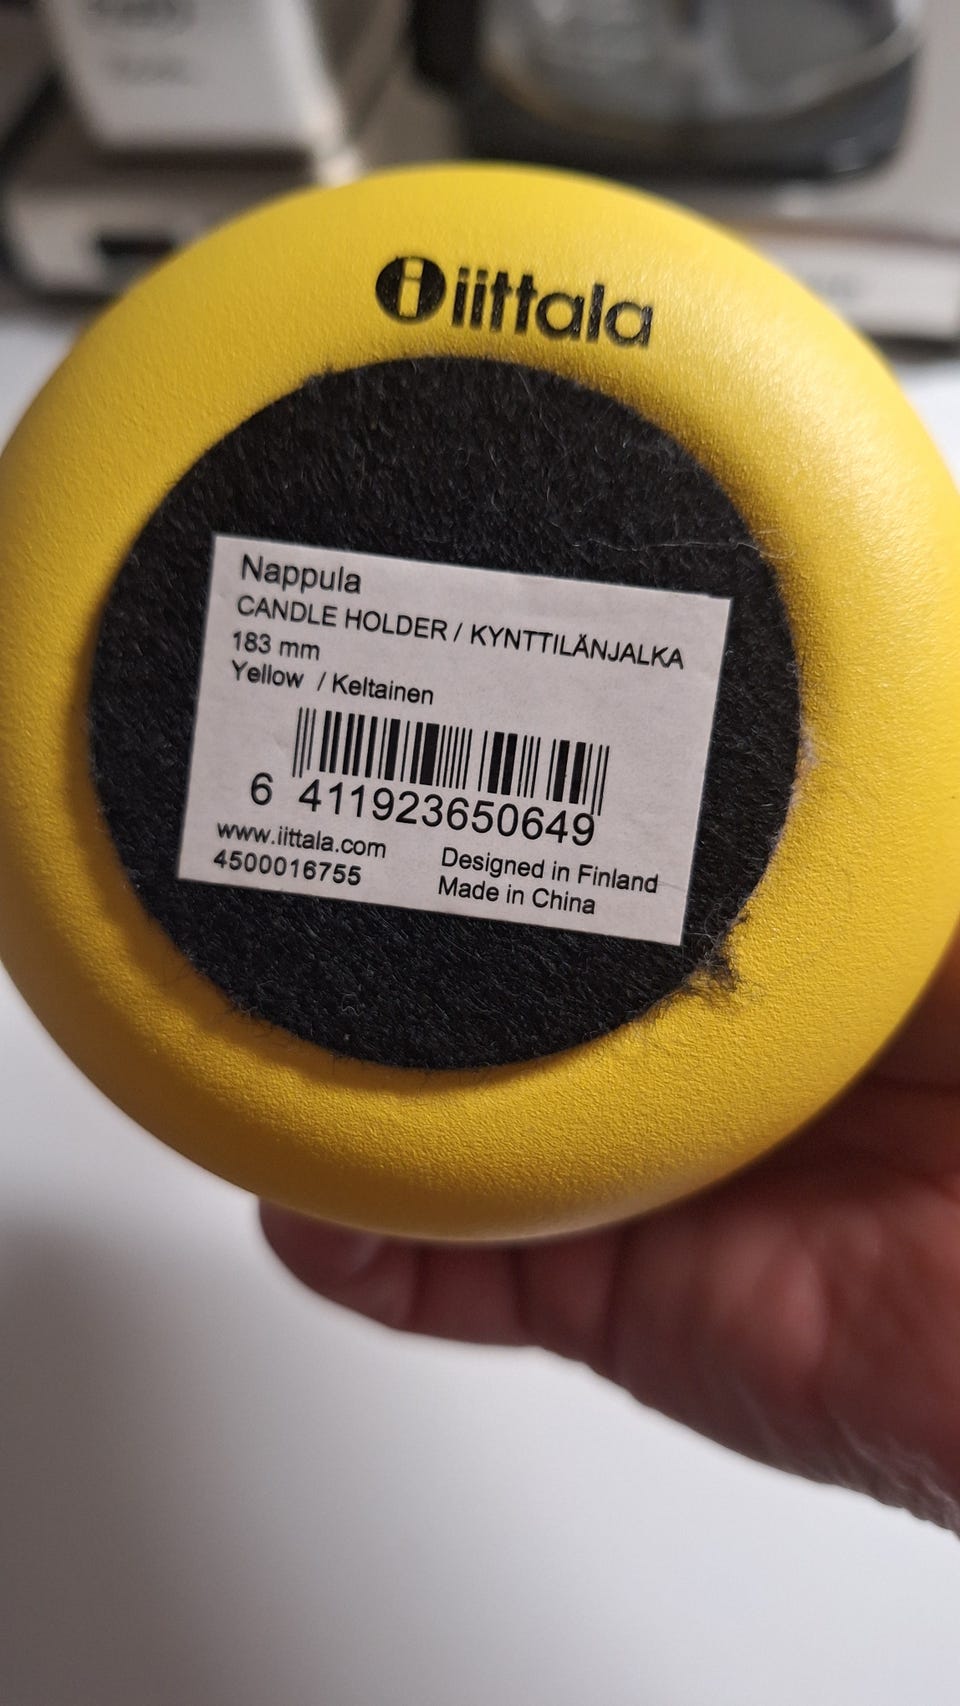 iittala
Nappula
CANDLE HOLDER / KYNTTILÄNJALKA
183 mm
Yellow / Keltainen
6 411923650649
www.iittala.com
4500016755
Designed in Finland
Made in China